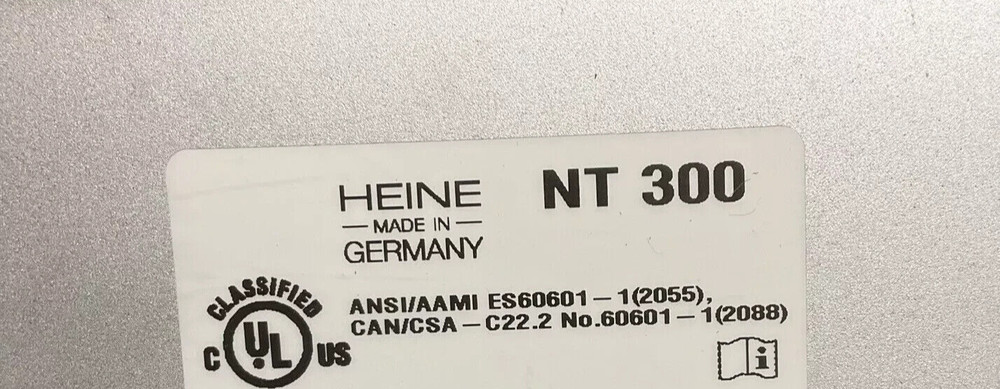 HEINE
— MADE IN —
GERMANY
NT 300
CLASSIFIED
C UL US
ANSI/AAMI ES60601 – 1(2055),
CAN/CSA – C22.2 No.60601 – 1(2088)
i